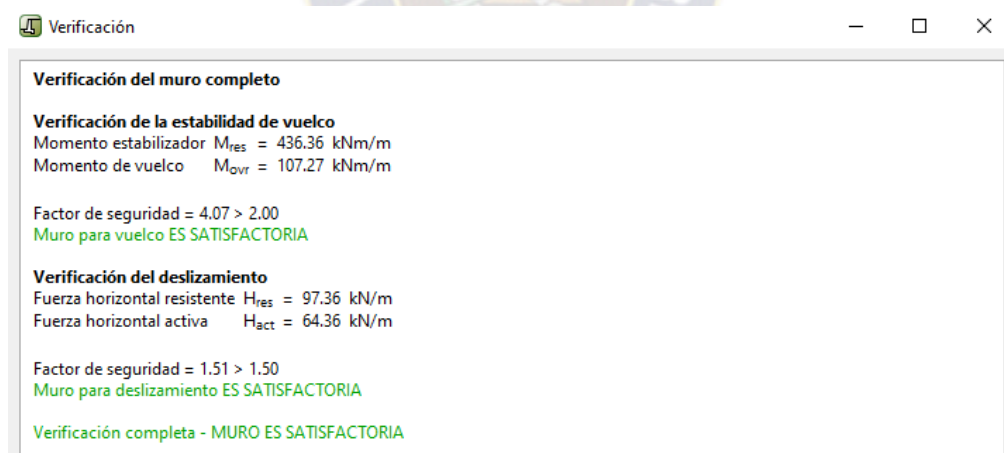 Verificación
Verificación del muro completo
Verificación de la estabilidad de vuelco
Momento estabilizador Mres = 436.36 kNm/m
Momento de vuelco Movr = 107.27 kNm/m
Factor de seguridad = 4.07 > 2.00
Muro para vuelco ES SATISFACTORIA
Verificación del deslizamiento
Fuerza horizontal resistente Hres = 97.36 kN/m
Fuerza horizontal activa Hact = 64.36 kN/m
Factor de seguridad = 1.51 > 1.50
Muro para deslizamiento ES SATISFACTORIA
Verificación completa - MURO ES SATISFACTORIA